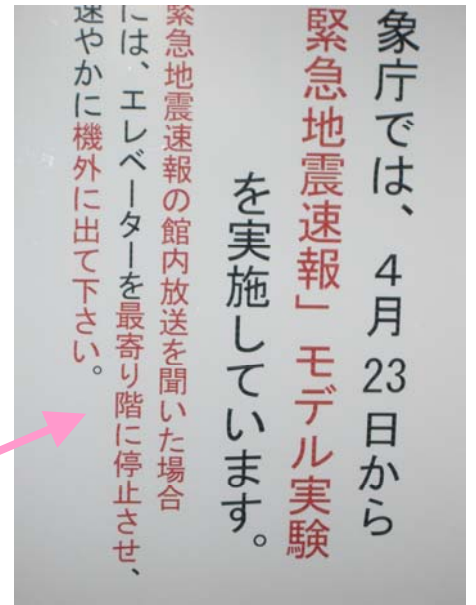 象庁では、4月23日から
緊急地震速報」モデル実験
を実施しています。
緊急地震速報の館内放送を聞いた場合
には、エレベーターを最寄り階に停止させ、
速やかに機外に出て下さい。